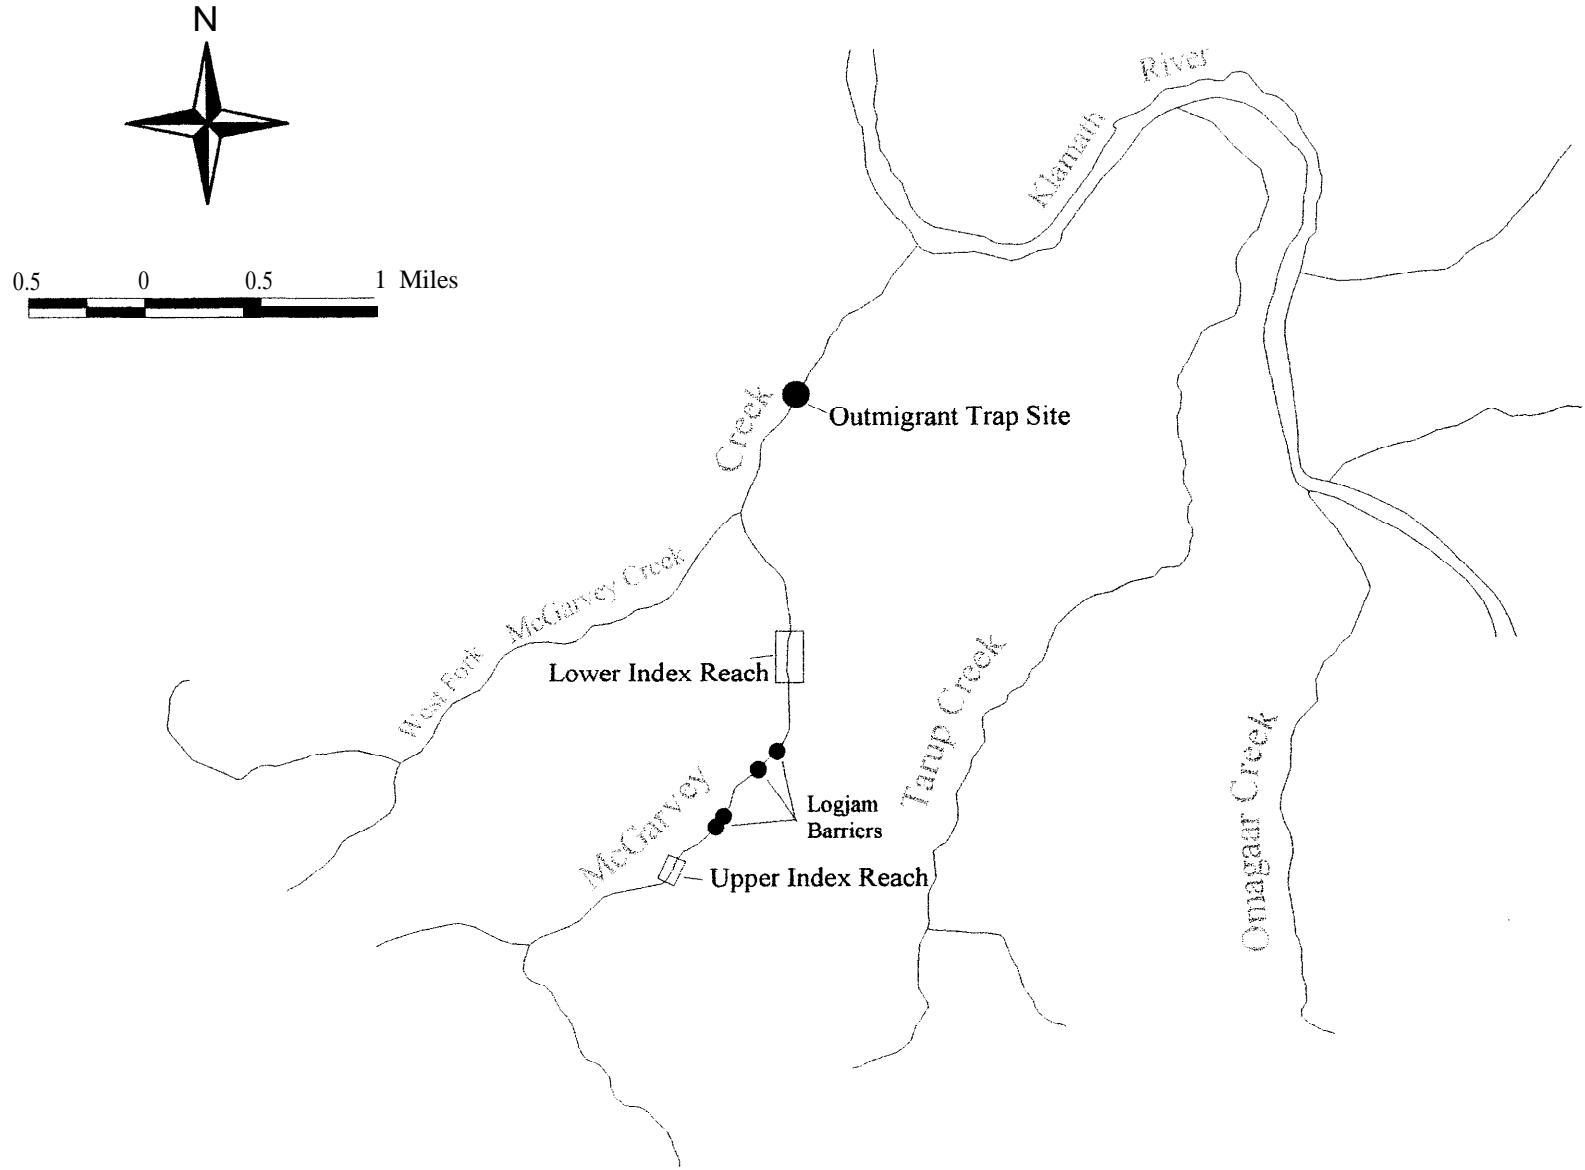 N
River
Klamath
0.5 0 0.5 1 Miles
Creek
Outmigrant Trap Site
West Fork McGarvey Creek
Lower Index Reach
McGarvey
Logjam
Barriers
Upper Index Reach
Tarup Creek
Omagaar Creek